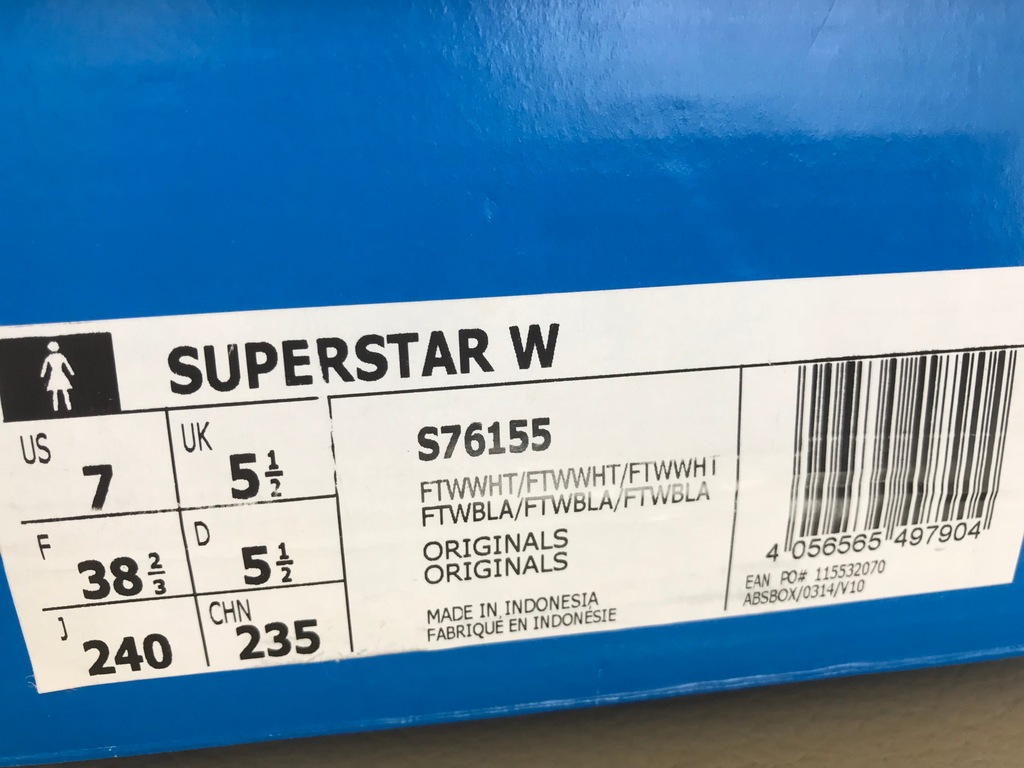 SUPERSTAR W
US 7 UK 5 1/2
F 38 2/3 D 5 1/2
J 240 CHN 235
S76155
FTWWHT/FTWWHT/FTWWHT
FTWBLA/FTWBLA/FTWBLA
ORIGINALS
ORIGINALS
MADE IN INDONESIA
FABRIQUÉ EN INDONÉSIE
4 056565 497904
EAN PO# 115532070
ABSBOX/0314/V10